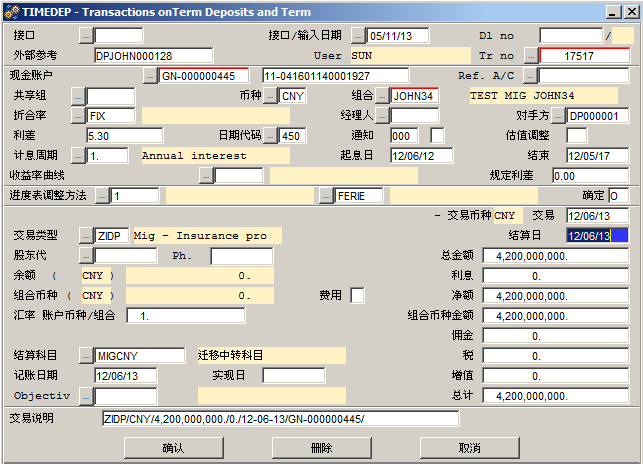 TIMEDEP - Transactions onTerm Deposits and Term
接口 接口/输入日期 05/11/13 Dl no /
外部参考 DPJOHN000128 User SUN Tr no 17517
现金账户 GN-000000445 11-041601140001927 Ref. A/C
共享组 币种 CNY 组合 JOHN34 TEST MIG JOHN34
折合率 FIX 经理人 对手方 DP000001
利差 5.30 日期代码 450 通知 000 估值调整
计息周期 1. Annual interest 起息日 12/06/12 结束 12/05/17
收益率曲线 规定利差 0.00
进度表调整方法 1 FERIE 确定 O
- 交易币种 CNY 交易 12/06/13
交易类型 ZIDP Mig - Insurance pro 结算日 12/06/13
股东代 Ph. 总金额 4,200,000,000.
余额 ( CNY ) 0. 利息 0.
组合币种 ( CNY ) 0. 费用 净额 4,200,000,000.
汇率 账户币种/组合 1. 组合币种金额 4,200,000,000.
佣金 0.
结算科目 MIGCNY 迁移中转科目 税 0.
记账日期 12/06/13 实现日 增值 0.
Objectiv 总计 4,200,000,000.
交易说明 ZIDP/CNY/4,200,000,000./0./12-06-13/GN-000000445/
确认 删除 取消